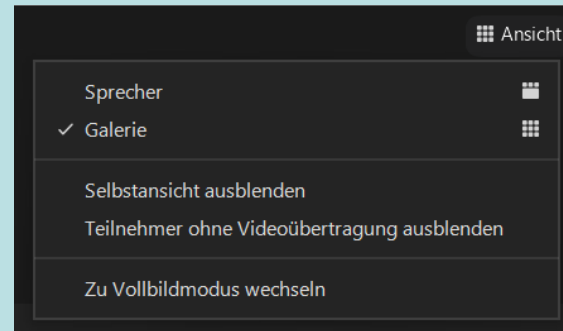 Ansicht
Sprecher
Galerie
Selbstansicht ausblenden
Teilnehmer ohne Videoübertragung ausblenden
Zu Vollbildmodus wechseln